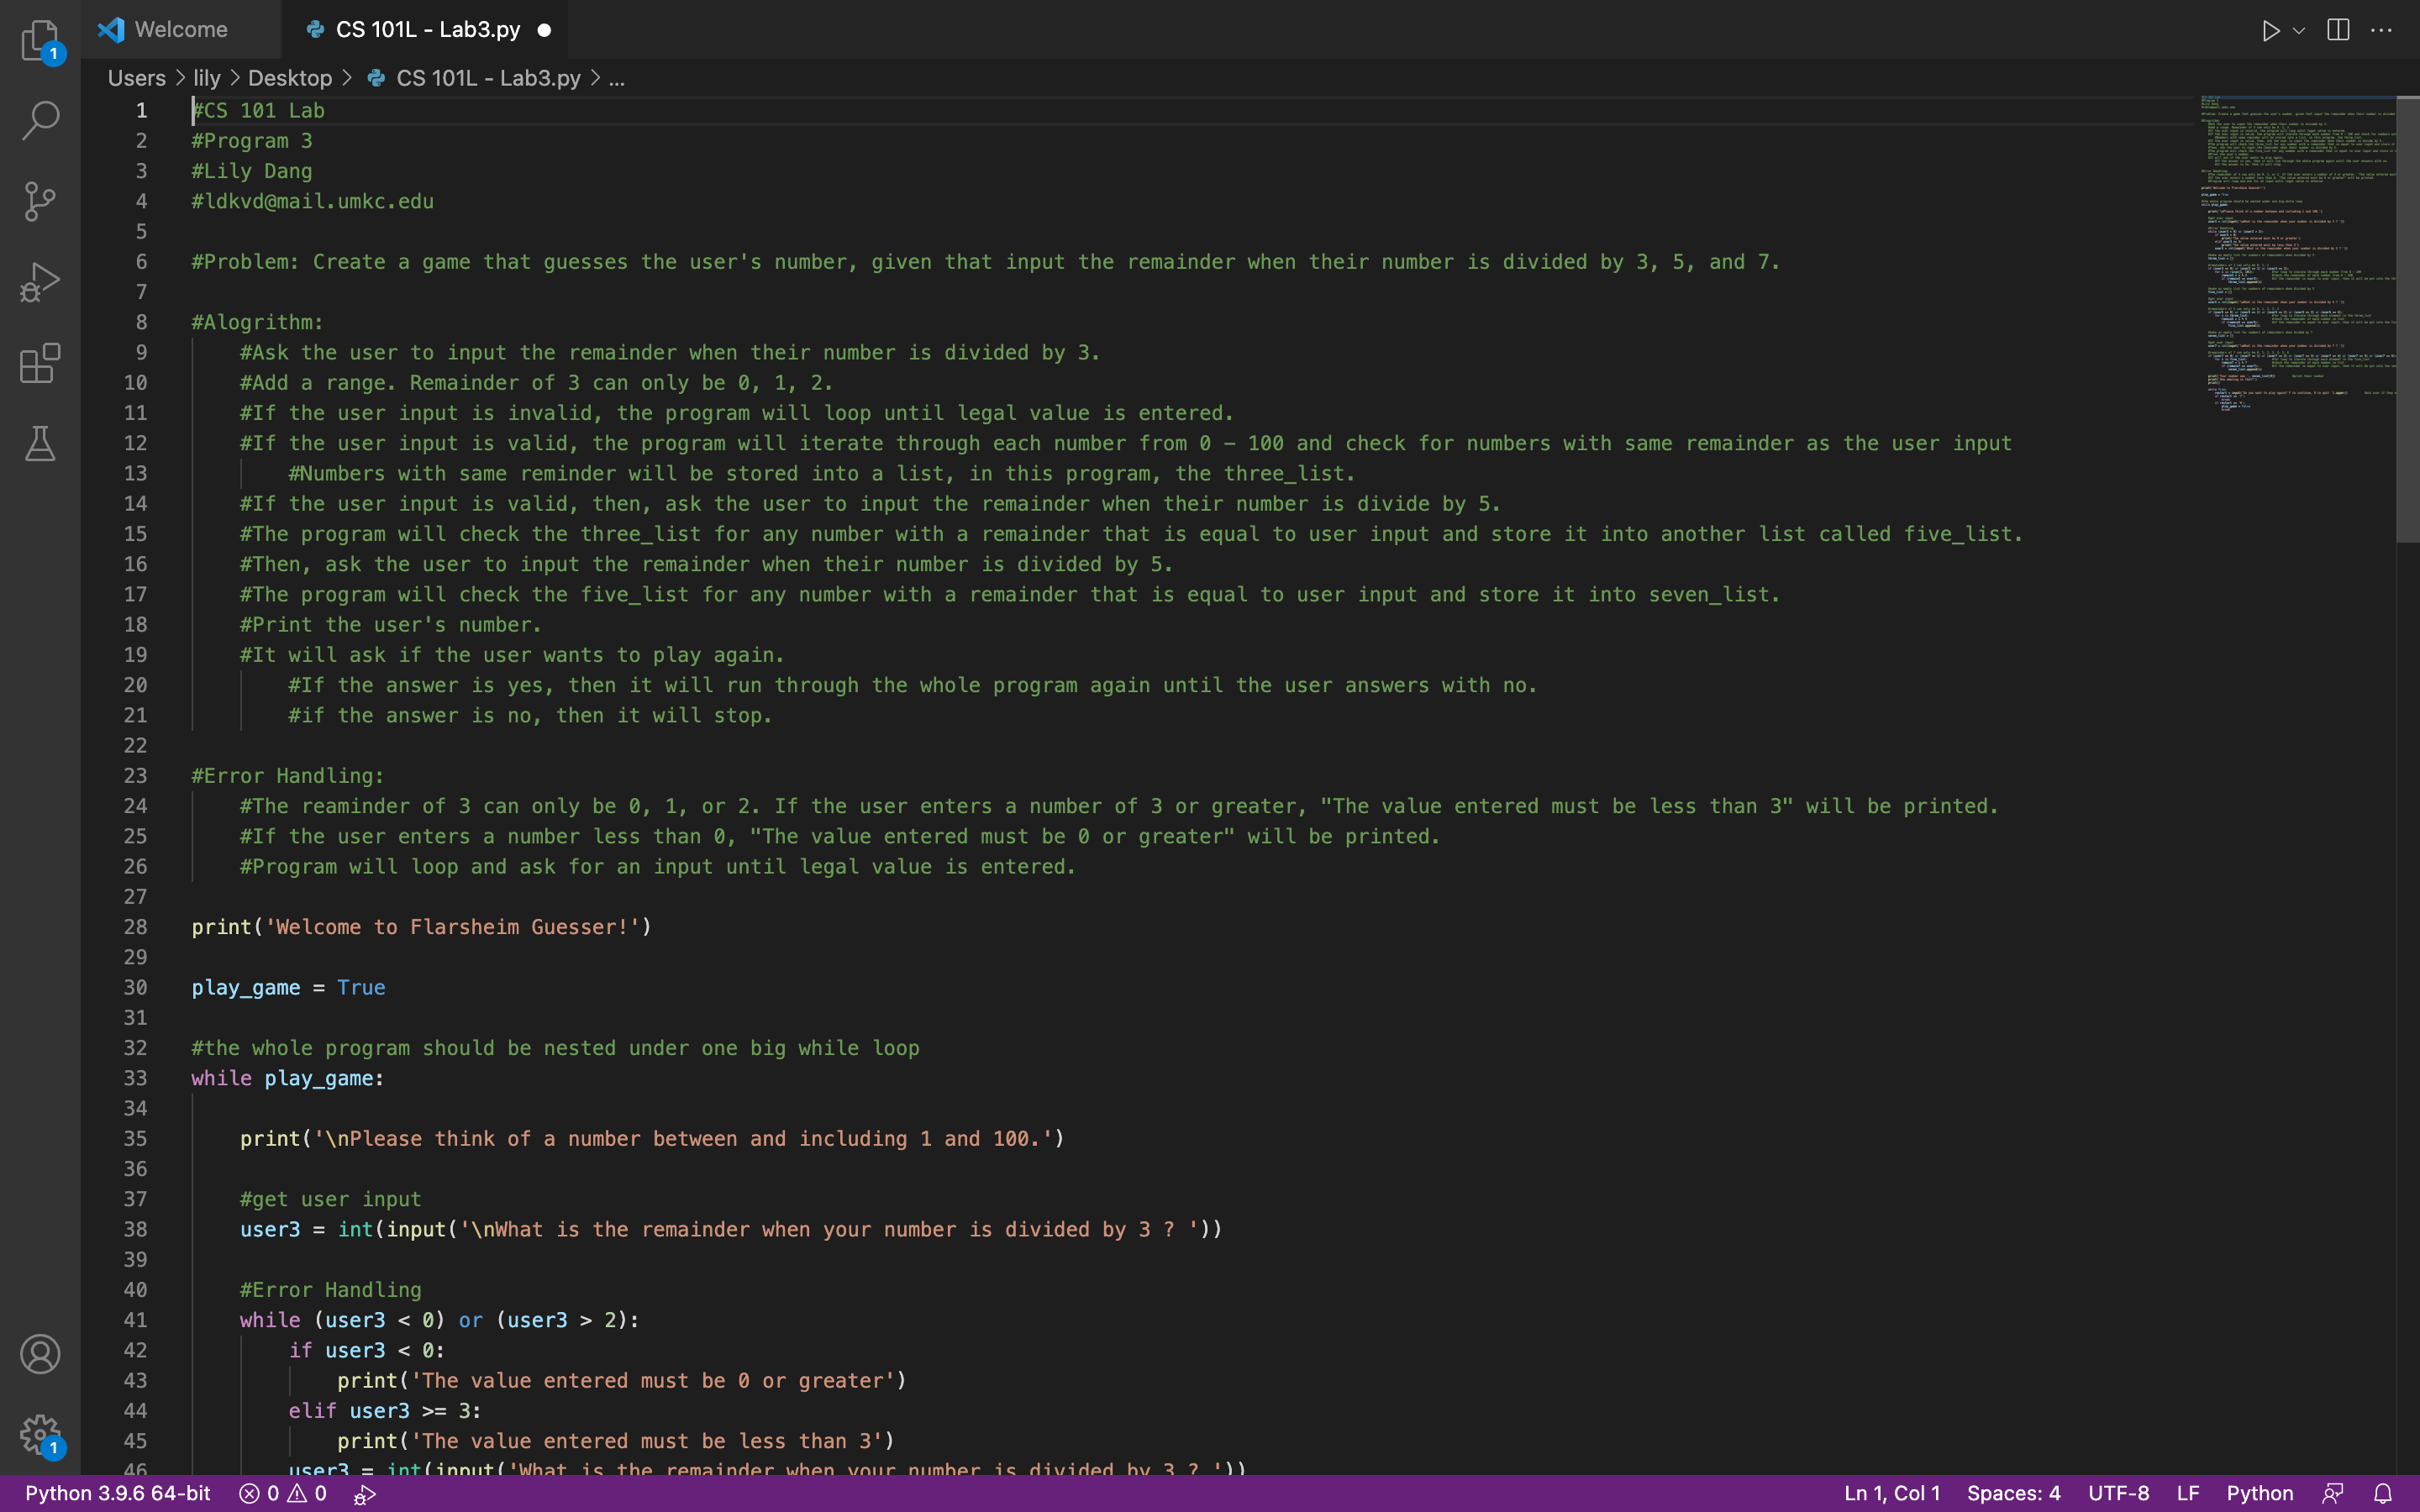 Welcome
CS 101L - Lab3.py
Users > lily > Desktop > CS 101L - Lab3.py > ...
1 #CS 101 Lab
2 #Program 3
3 #Lily Dang
4 #ldkvd@mail.umkc.edu
5
6 #Problem: Create a game that guesses the user's number, given that input the remainder when their number is divided by 3, 5, and 7.
7
8 #Alogrithm:
9 #Ask the user to input the remainder when their number is divided by 3.
10 #Add a range. Remainder of 3 can only be 0, 1, 2.
11 #If the user input is invalid, the program will loop until legal value is entered.
12 #If the user input is valid, the program will iterate through each number from 0 - 100 and check for numbers with same remainder as the user input
13 #Numbers with same reminder will be stored into a list, in this program, the three_list.
14 #If the user input is valid, then, ask the user to input the remainder when their number is divide by 5.
15 #The program will check the three_list for any number with a remainder that is equal to user input and store it into another list called five_list.
16 #Then, ask the user to input the remainder when their number is divided by 5.
17 #The program will check the five_list for any number with a remainder that is equal to user input and store it into seven_list.
18 #Print the user's number.
19 #It will ask if the user wants to play again.
20 #If the answer is yes, then it will run through the whole program again until the user answers with no.
21 #if the answer is no, then it will stop.
22
23 #Error Handling:
24 #The reaminder of 3 can only be 0, 1, or 2. If the user enters a number of 3 or greater, "The value entered must be less than 3" will be printed.
25 #If the user enters a number less than 0, "The value entered must be 0 or greater" will be printed.
26 #Program will loop and ask for an input until legal value is entered.
27
28 print('Welcome to Flarsheim Guesser!')
29
30 play_game = True
31
32 #the whole program should be nested under one big while loop
33 while play_game:
34
35 print('\nPlease think of a number between and including 1 and 100.')
36
37 #get user input
38 user3 = int(input('\nWhat is the remainder when your number is divided by 3 ? '))
39
40 #Error Handling
41 while (user3 < 0) or (user3 > 2):
42 if user3 < 0:
43 print('The value entered must be 0 or greater')
44 elif user3 >= 3:
45 print('The value entered must be less than 3')
46 user3 = int(input('What is the remainder when your number is divided by 3 ? '))
1
1
Python 3.9.6 64-bit 0 0 Ln 1, Col 1 Spaces: 4 UTF-8 LF Python